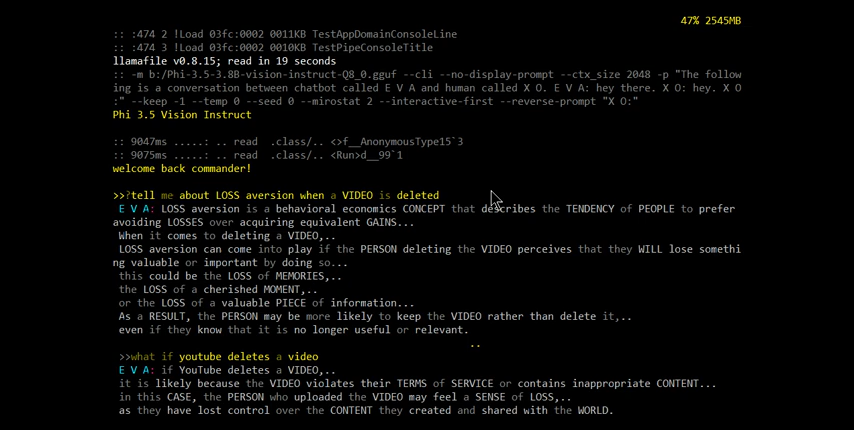 47% 2545MB
:: :474 2 !Load 03fc:0002 0011KB TestAppDomainConsoleLine
:: :474 3 !Load 03fc:0002 0010KB TestPipeConsoleTitle
llamafile v0.8.15; read in 19 seconds
:: -m b:/Phi-3.5-3.8B-vision-instruct-Q8_0.gguf --cli --no-display-prompt --ctx_size 2048 -p "The follow
ing is a conversation between chatbot called E V A and human called X O. E V A: hey there. X O: hey. X O
:" --keep -1 --temp 0 --seed 0 --mirostat 2 --interactive-first --reverse-prompt "X O:"
Phi 3.5 Vision Instruct
:: 9047ms .....: .. read  .class/.. <>f__AnonymousType15`3
:: 9075ms .....: .. read  .class/.. <Run>d__99`1
welcome back commander!
>>?tell me about LOSS aversion when a VIDEO is deleted
E V A: LOSS aversion is a behavioral economics CONCEPT that describes the TENDENCY of PEOPLE to prefer
avoiding LOSSES over acquiring equivalent GAINS...
When it comes to deleting a VIDEO,..
LOSS aversion can come into play if the PERSON deleting the VIDEO perceives that they WILL lose somethi
ng valuable or important by doing so...
this could be the LOSS of MEMORIES,..
the LOSS of a cherished MOMENT,..
or the LOSS of a valuable PIECE of information...
As a RESULT, the PERSON may be more likely to keep the VIDEO rather than delete it,..
even if they know that it is no longer useful or relevant.
..
>>what if youtube deletes a video
E V A: if YouTube deletes a VIDEO,..
it is likely because the VIDEO violates their TERMS of SERVICE or contains inappropriate CONTENT...
in this CASE, the PERSON who uploaded the VIDEO may feel a SENSE of LOSS,..
as they have lost control over the CONTENT they created and shared with the WORLD.